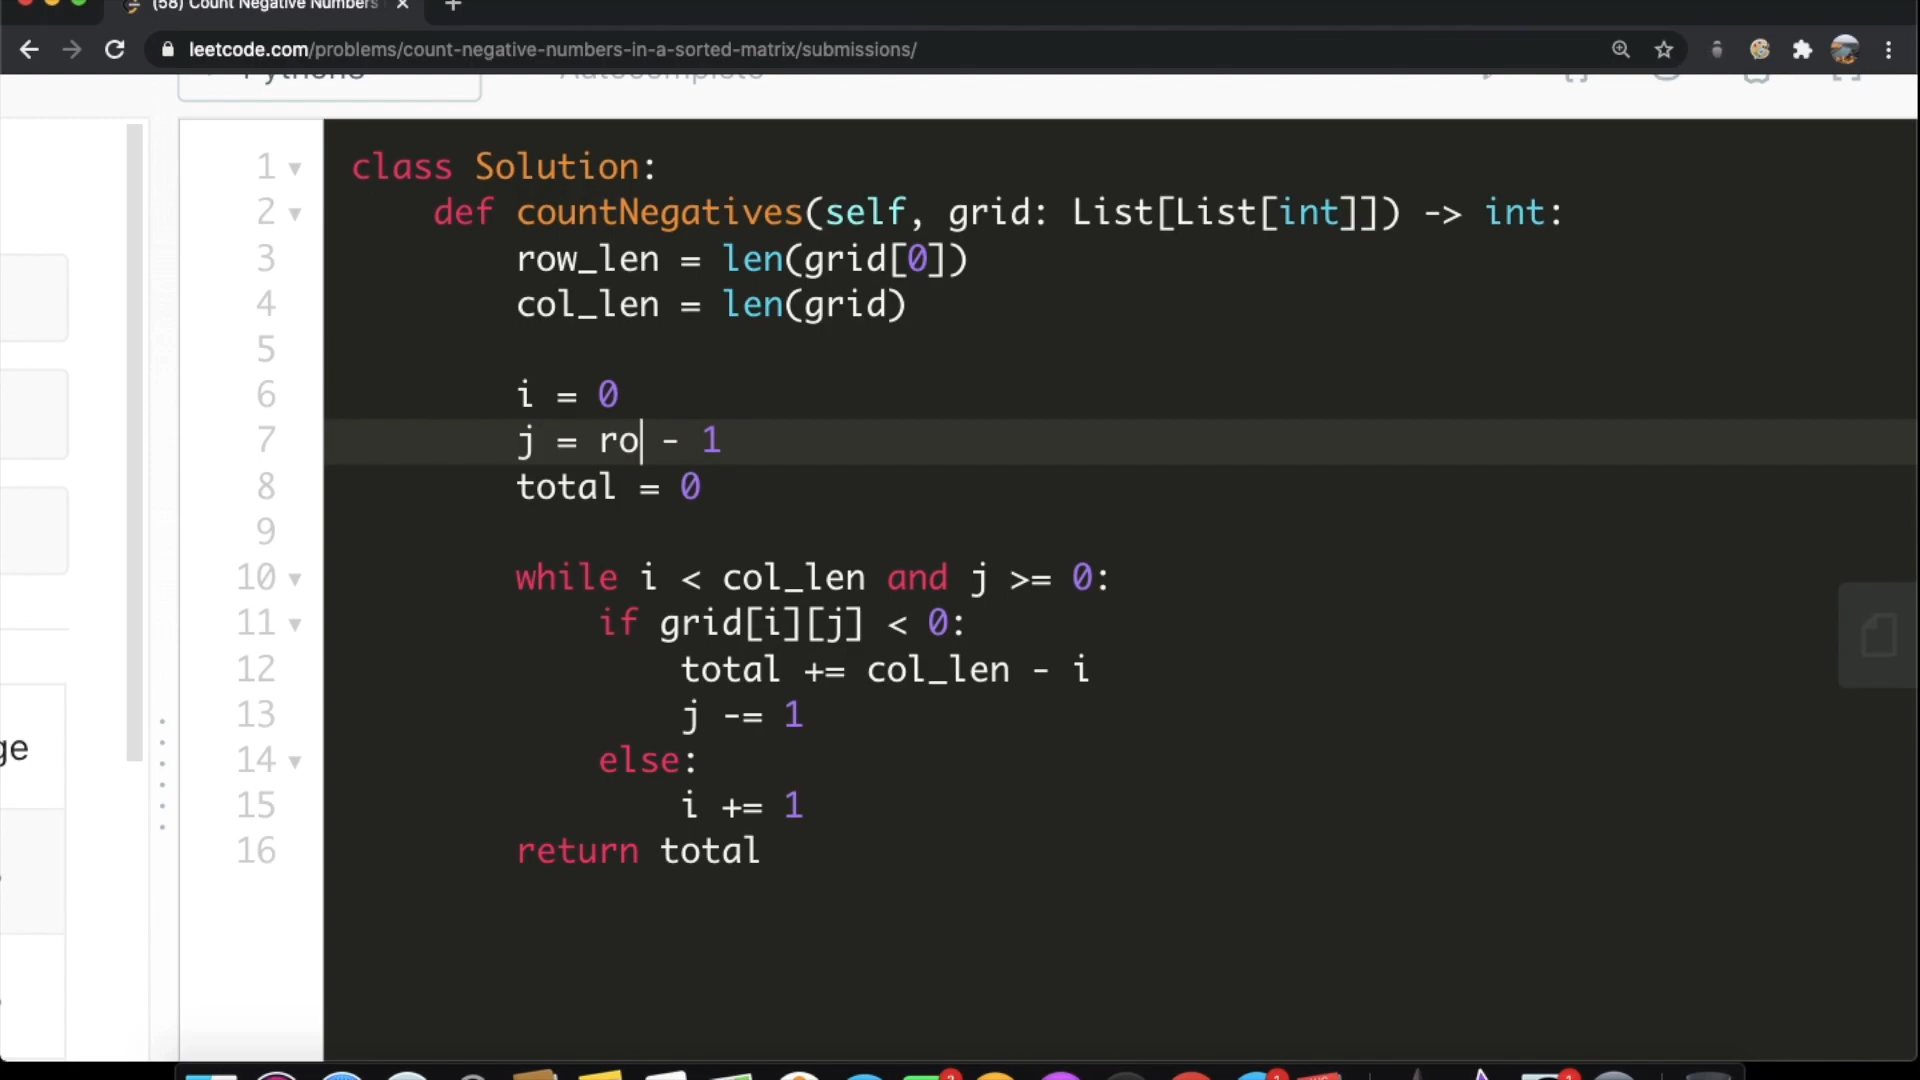 (58) Count Negative Numbers
leetcode.com/problems/count-negative-numbers-in-a-sorted-matrix/submissions/
Python3
Autocomplete
1 class Solution:
2 def countNegatives(self, grid: List[List[int]]) -> int:
3 row_len = len(grid[0])
4 col_len = len(grid)
5
6 i = 0
7 j = ro - 1
8 total = 0
9
10 while i < col_len and j >= 0:
11 if grid[i][j] < 0:
12 total += col_len - i
13 j -= 1
14 else:
15 i += 1
16 return total
ge